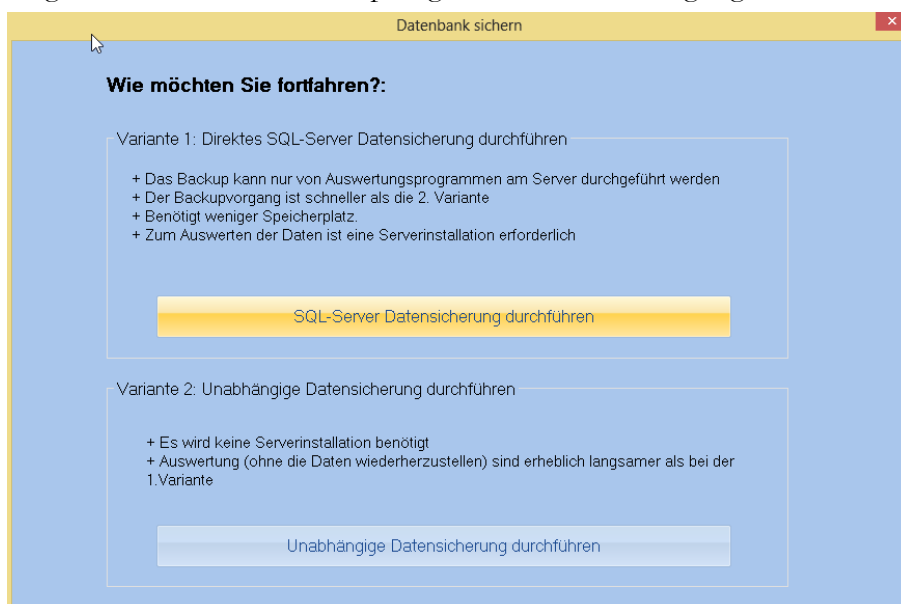 Datenbank sichern
Wie möchten Sie fortfahren?:
Variante 1: Direktes SQL-Server Datensicherung durchführen
+ Das Backup kann nur von Auswertungsprogrammen am Server durchgeführt werden
+ Der Backupvorgang ist schneller als die 2. Variante
+ Benötigt weniger Speicherplatz.
+ Zum Auswerten der Daten ist eine Serverinstallation erforderlich
SQL-Server Datensicherung durchführen
Variante 2: Unabhängige Datensicherung durchführen
+ Es wird keine Serverinstallation benötigt
+ Auswertung (ohne die Daten wiederherzustellen) sind erheblich langsamer als bei der
1.Variante
Unabhängige Datensicherung durchführen